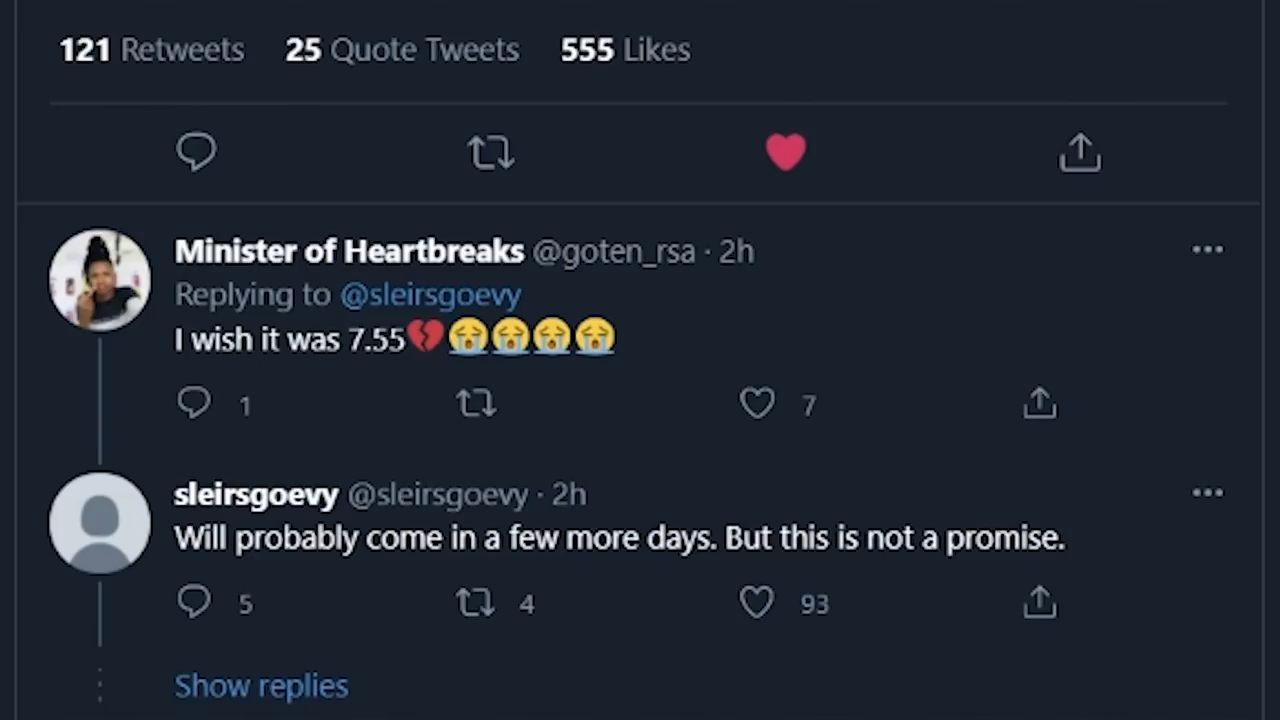 121 Retweets 25 Quote Tweets 555 Likes
Minister of Heartbreaks @goten_rsa · 2h
Replying to @sleirsgoevy
I wish it was 7.55💔😭😭😭😭
1 7
sleirsgoevy @sleirsgoevy · 2h
Will probably come in a few more days. But this is not a promise.
5 4 93
Show replies